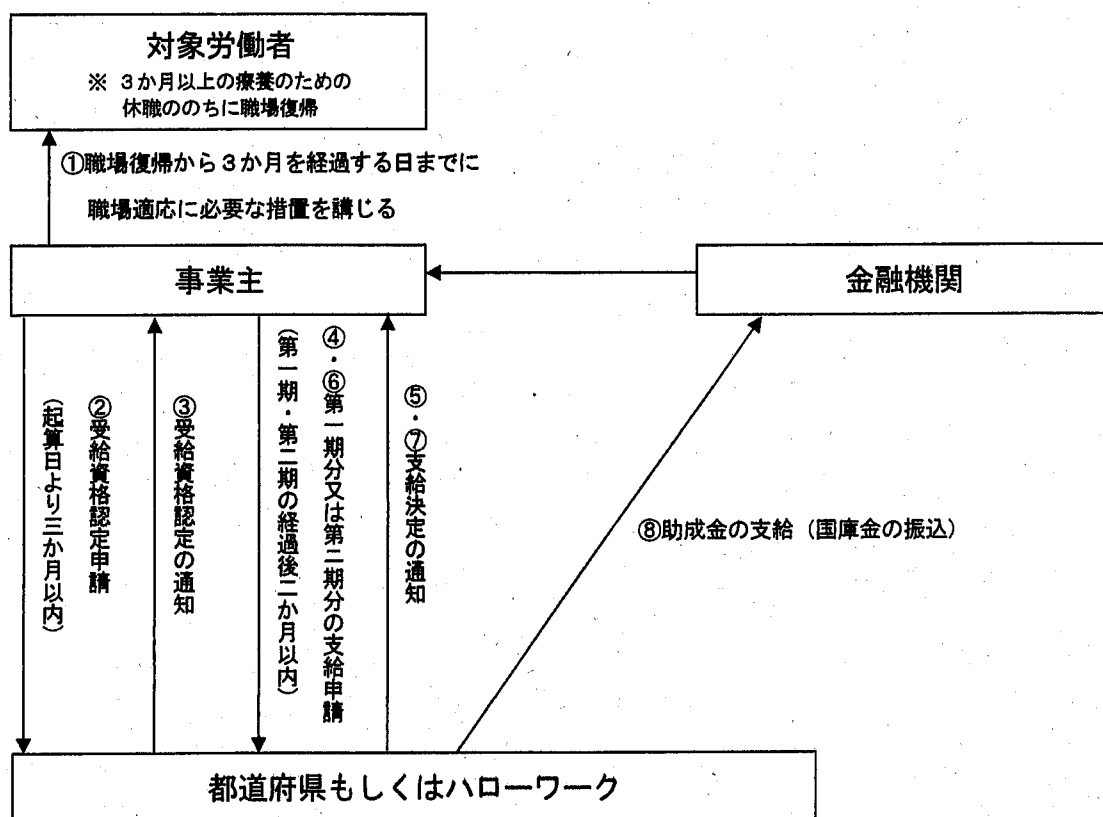 対象労働者
※ 3か月以上の療養のための
休職ののちに職場復帰
①職場復帰から3か月を経過する日までに
職場適応に必要な措置を講じる
事業主
金融機関
②受給資格認定申請
(起算日より三か月以内)
③受給資格認定の通知
④・⑥第一期分又は第二期分の支給申請
(第一期・第二期の経過後二か月以内)
⑤・⑦支給決定の通知
⑧助成金の支給(国庫金の振込)
都道府県もしくはハローワーク